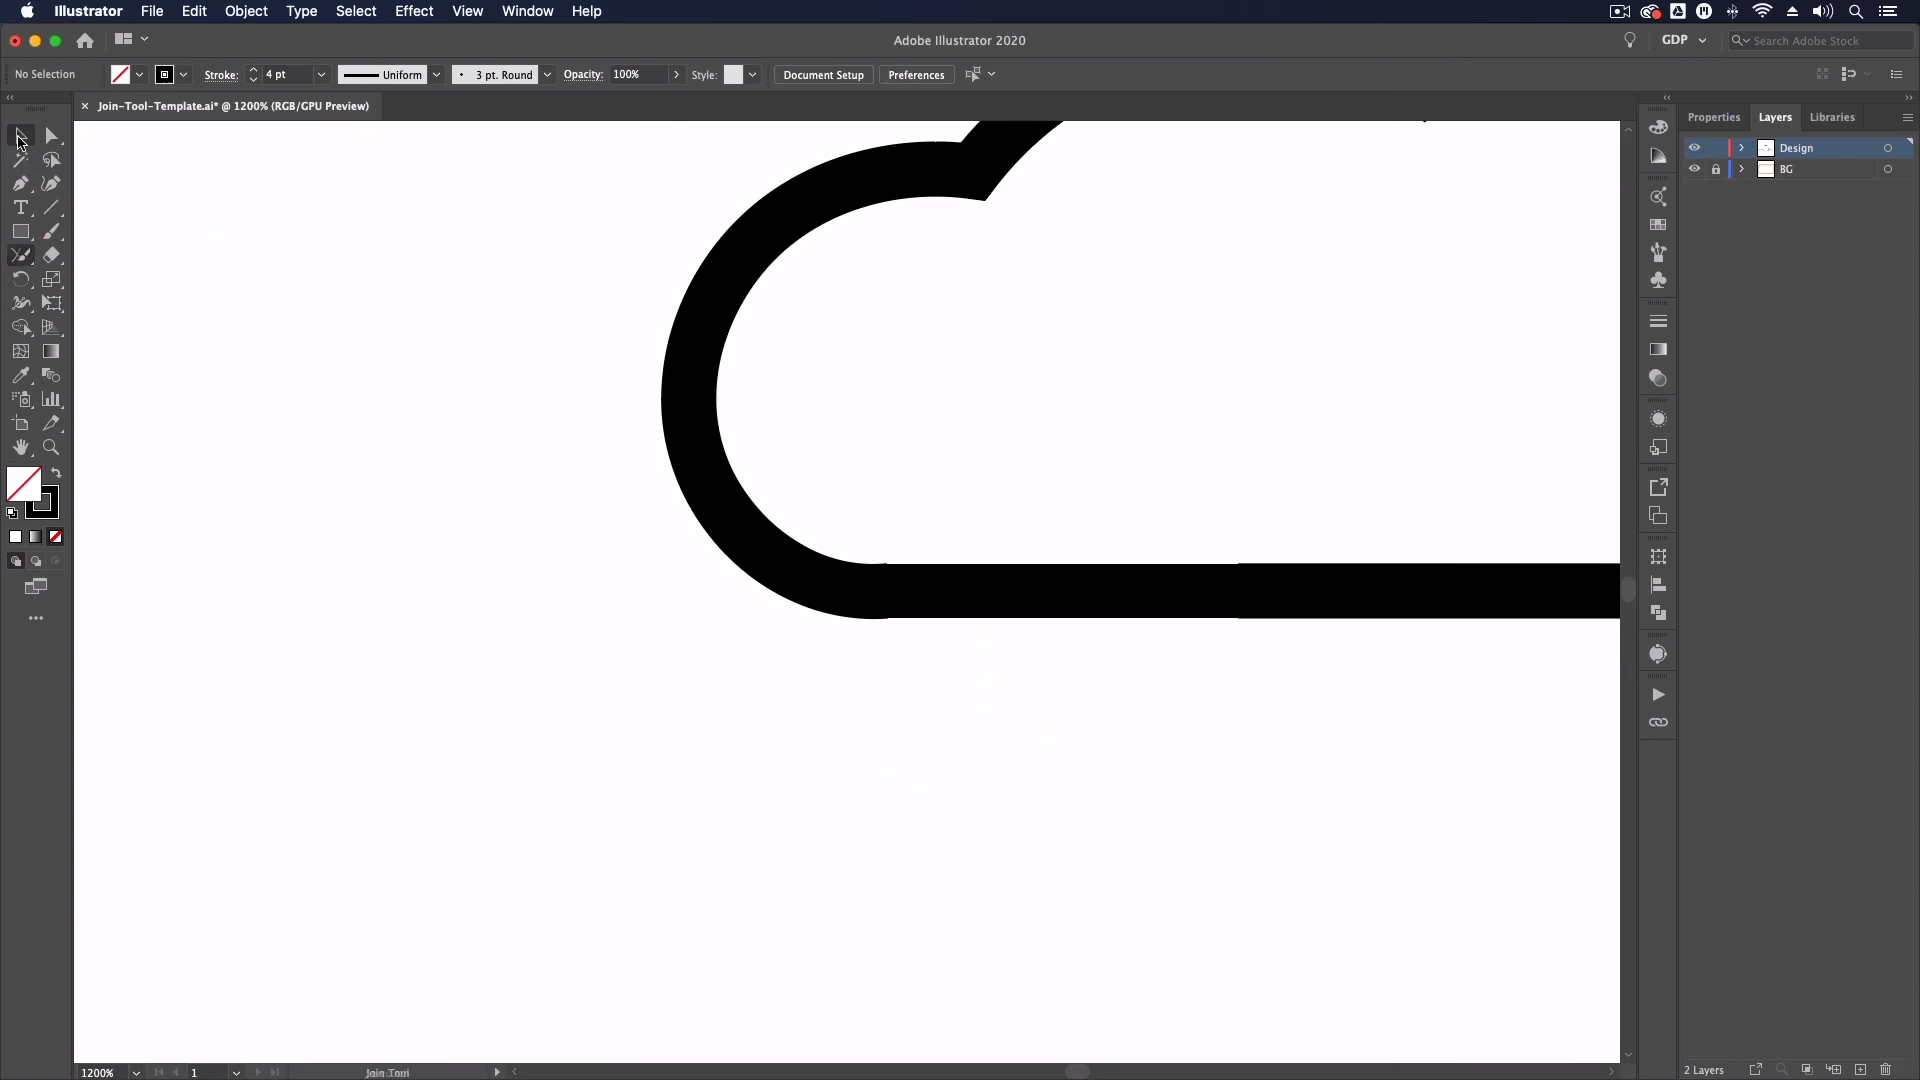 Illustrator File Edit Object Type Select Effect View Window Help
Adobe Illustrator 2020
GDP
Search Adobe Stock
No Selection
Stroke:
4 pt
Uniform
3 pt. Round
Opacity:
100%
Style:
Document Setup
Preferences
Join-Tool-Template.ai* @ 1200% (RGB/GPU Preview)
Properties
Layers
Libraries
Design
BG
1200%
1
Join Tool
2 Layers